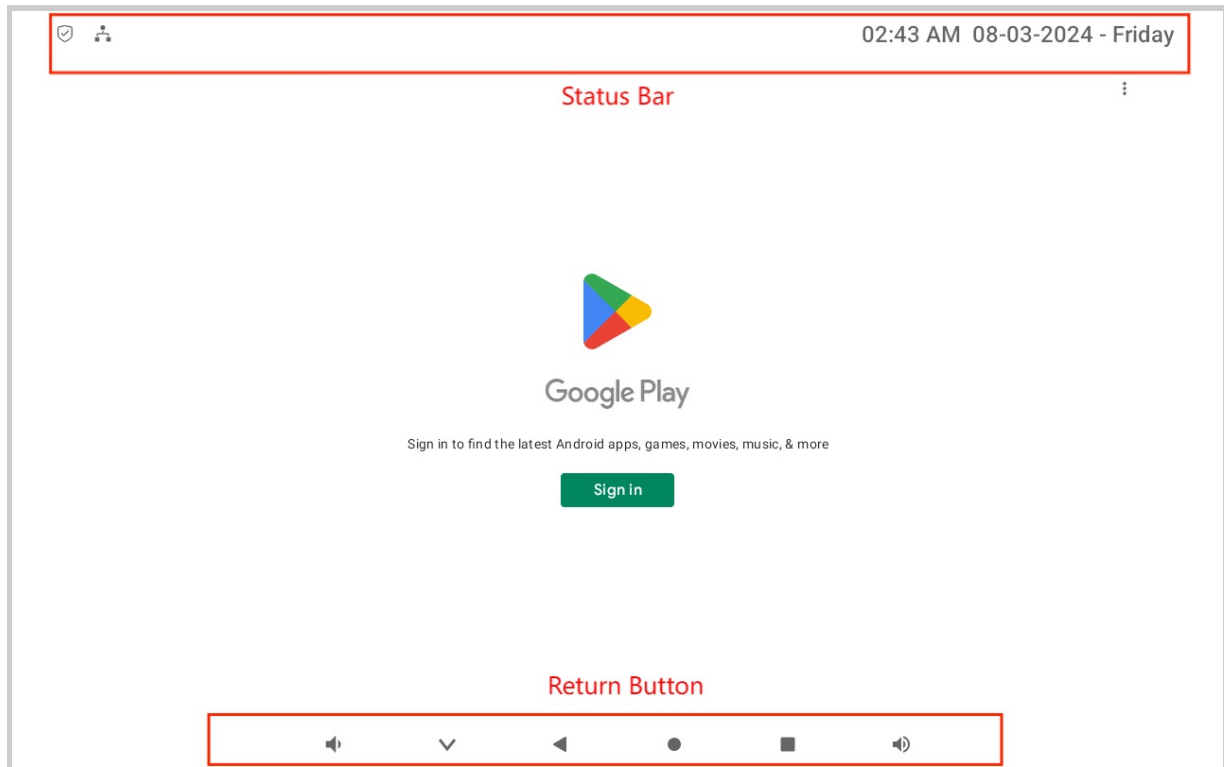 02:43 AM 08-03-2024 - Friday
Status Bar
Google Play
Sign in to find the latest Android apps, games, movies, music, & more
Sign in
Return Button